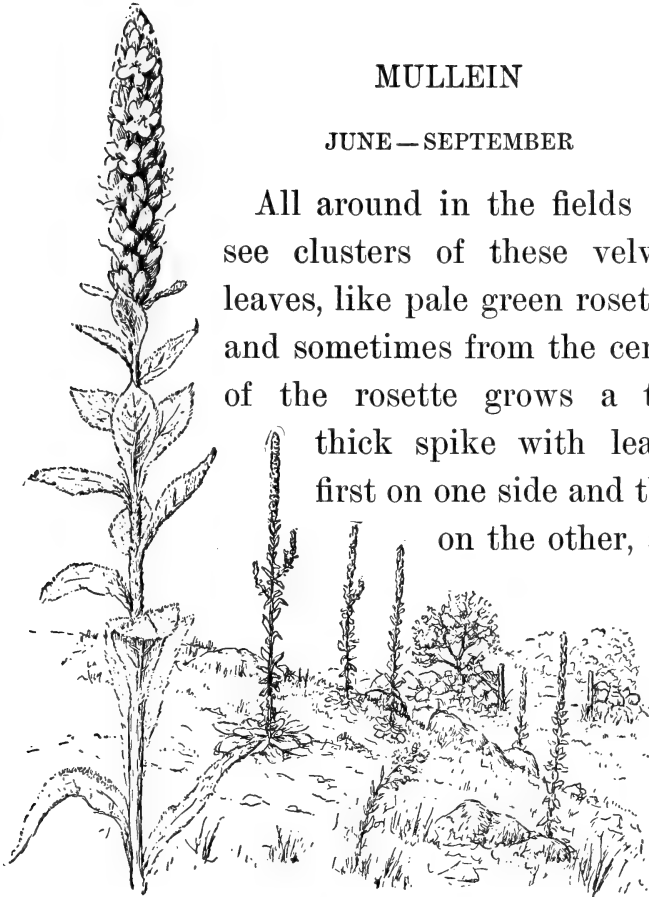 MULLEIN
JUNE — SEPTEMBER
All around in the fields
see clusters of these
leaves, like pale green
and sometimes from the
of the rosette grows a
thick spike with
first on one side and
on the other,